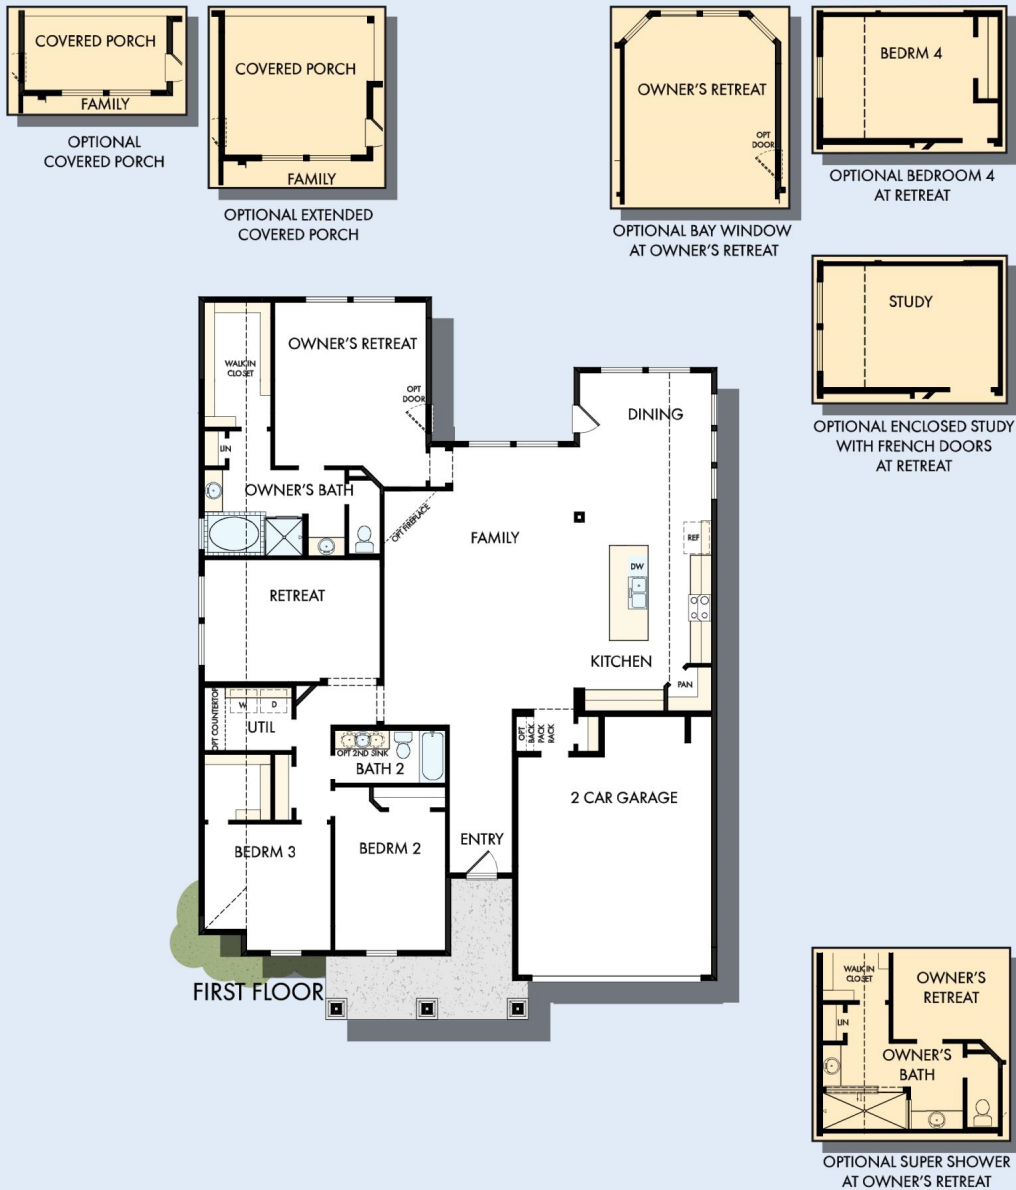 COVERED PORCH
FAMILY
OPTIONAL
COVERED PORCH
COVERED PORCH
FAMILY
OPTIONAL EXTENDED
COVERED PORCH
OWNER'S RETREAT
OPT
DOOR
OPTIONAL BAY WINDOW
AT OWNER'S RETREAT
BEDRM 4
OPTIONAL BEDROOM 4
AT RETREAT
STUDY
OPTIONAL ENCLOSED STUDY
WITH FRENCH DOORS
AT RETREAT
WALK IN
CLOSET
OWNER'S RETREAT
OPT
DOOR
DINING
LIN
OWNER'S BATH
OPT FIREPLACE
FAMILY
REF
DW
RETREAT
KITCHEN
PAN
OPT COUNTERTOP
W
D
UTIL
OPT 2ND SINK
BATH 2
OPT
BACK
PACK
RACK
2 CAR GARAGE
ENTRY
BEDRM 3
BEDRM 2
FIRST FLOOR
WALK IN
CLOSET
OWNER'S
RETREAT
LIN
OWNER'S
BATH
OPTIONAL SUPER SHOWER
AT OWNER'S RETREAT